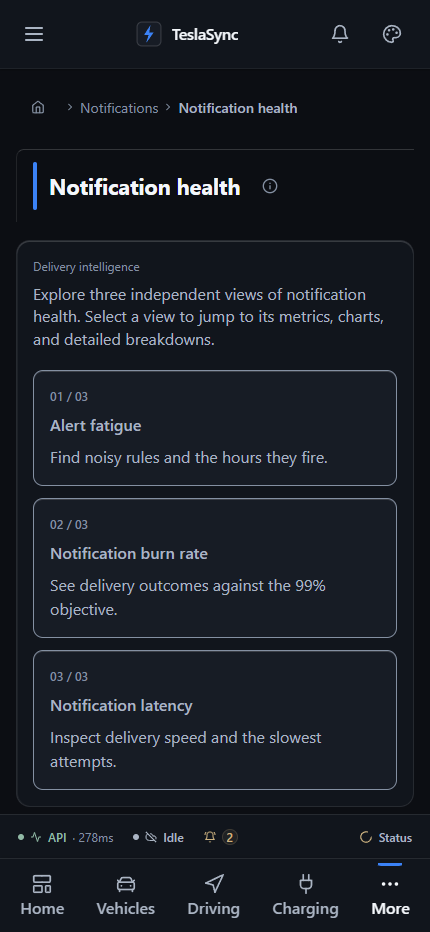 TeslaSync
Notifications
Notification health
Notification health
Delivery intelligence
Explore three independent views of notification
health. Select a view to jump to its metrics, charts,
and detailed breakdowns.
01 / 03
Alert fatigue
Find noisy rules and the hours they fire.
02 / 03
Notification burn rate
See delivery outcomes against the 99%
objective.
03 / 03
Notification latency
Inspect delivery speed and the slowest
attempts.
API · 278ms Idle 2 Status
Home Vehicles Driving Charging More